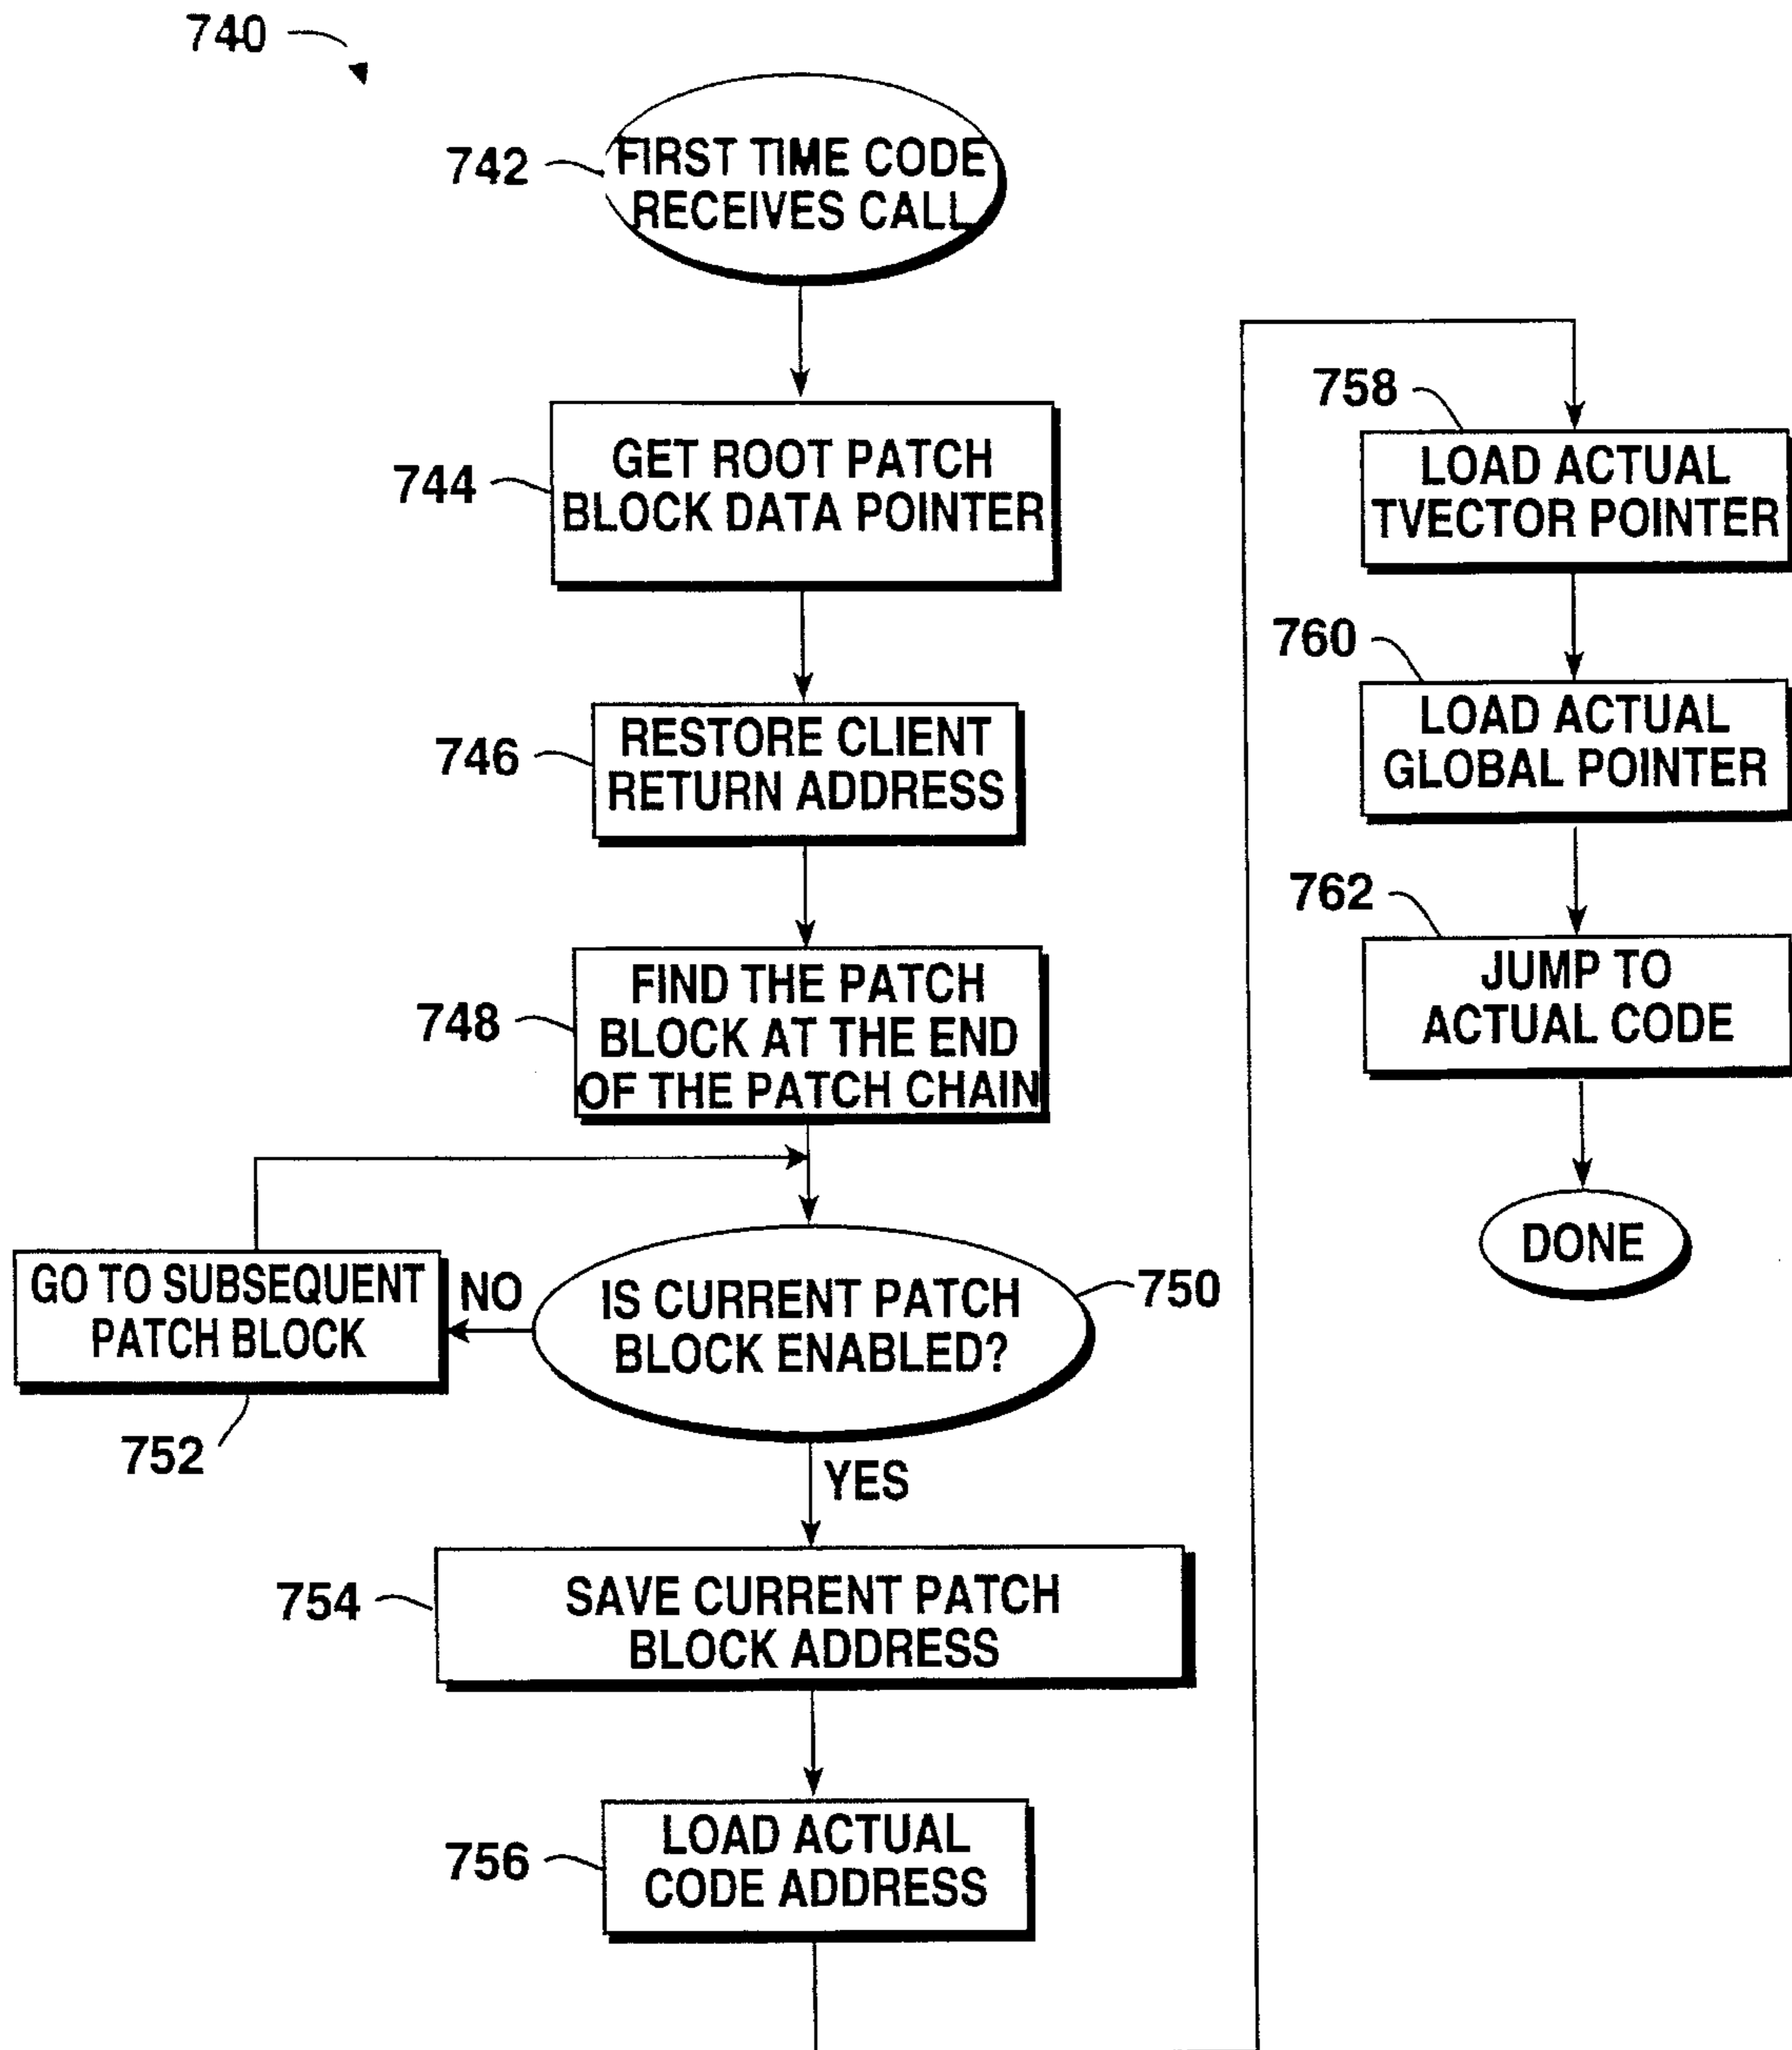 740
742
FIRST TIME CODE
RECEIVES CALL
744
GET ROOT PATCH
BLOCK DATA POINTER
746
RESTORE CLIENT
RETURN ADDRESS
748
FIND THE PATCH
BLOCK AT THE END
OF THE PATCH CHAIN
750
IS CURRENT PATCH
BLOCK ENABLED?
NO
GO TO SUBSEQUENT
PATCH BLOCK
752
YES
754
SAVE CURRENT PATCH
BLOCK ADDRESS
756
LOAD ACTUAL
CODE ADDRESS
758
LOAD ACTUAL
TVECTOR POINTER
760
LOAD ACTUAL
GLOBAL POINTER
762
JUMP TO
ACTUAL CODE
DONE